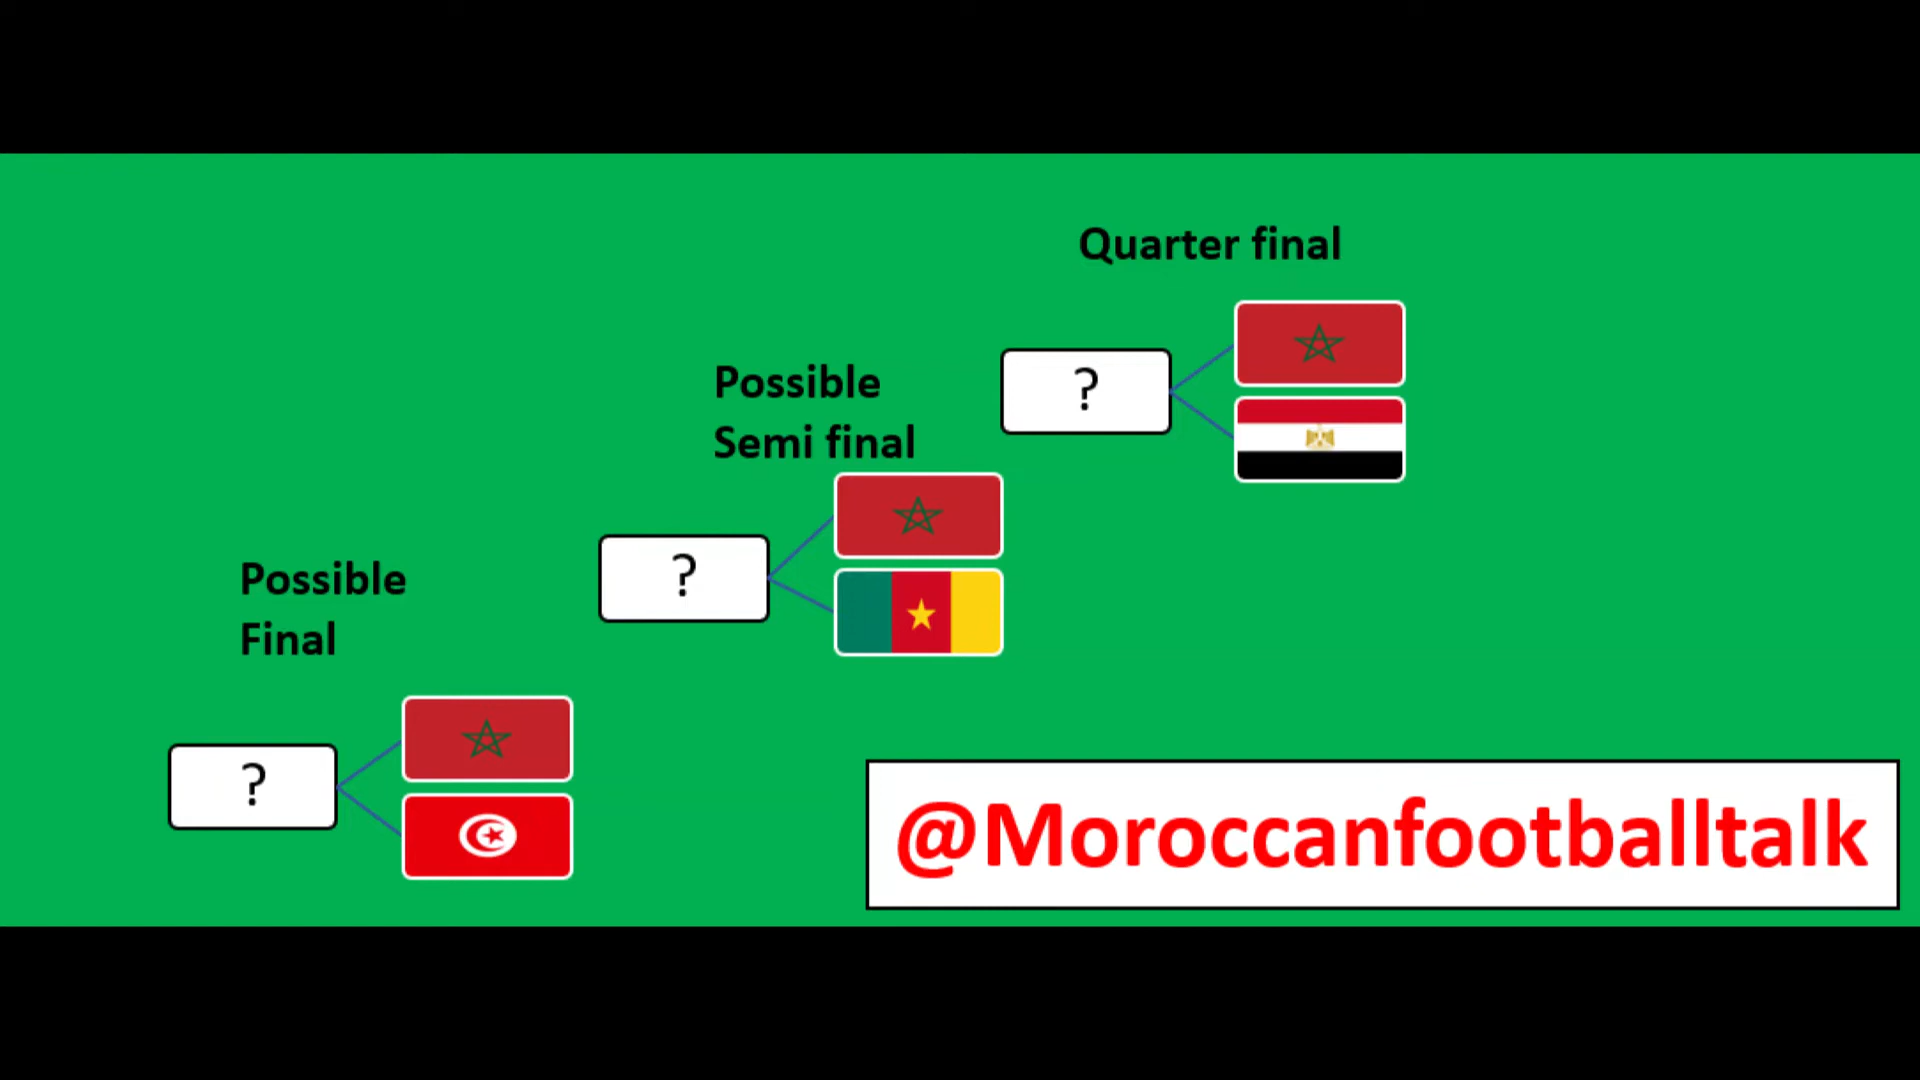 Quarter final
?
Possible
Semi final
?
Possible
Final
?
@Moroccanfootballtalk